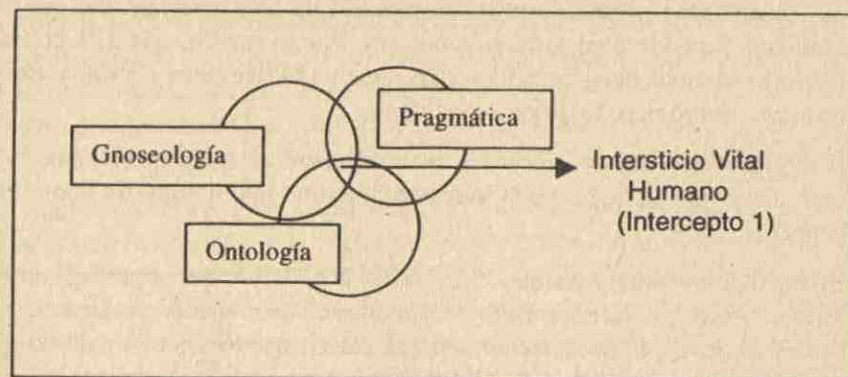 Pragmática
Gnoseología
Intersticio Vital
Humano
(Intercepto 1)
Ontología